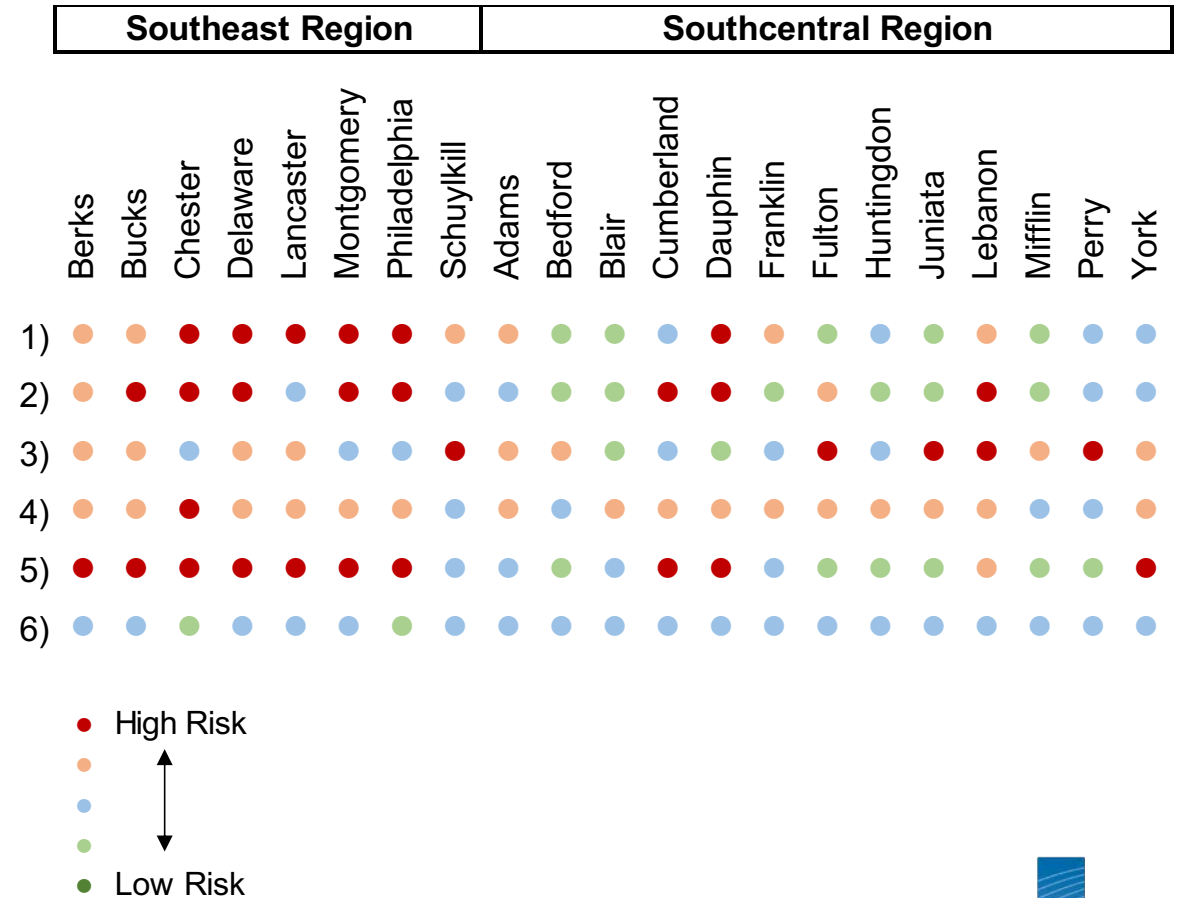 Southeast Region Southcentral Region
Berks Bucks Chester Delaware Lancaster Montgomery Philadelphia Schuylkill Adams Bedford Blair Cumberland Dauphin Franklin Fulton Huntingdon Juniata Lebanon Mifflin Perry York
1)
2)
3)
4)
5)
6)
High Risk
Low Risk